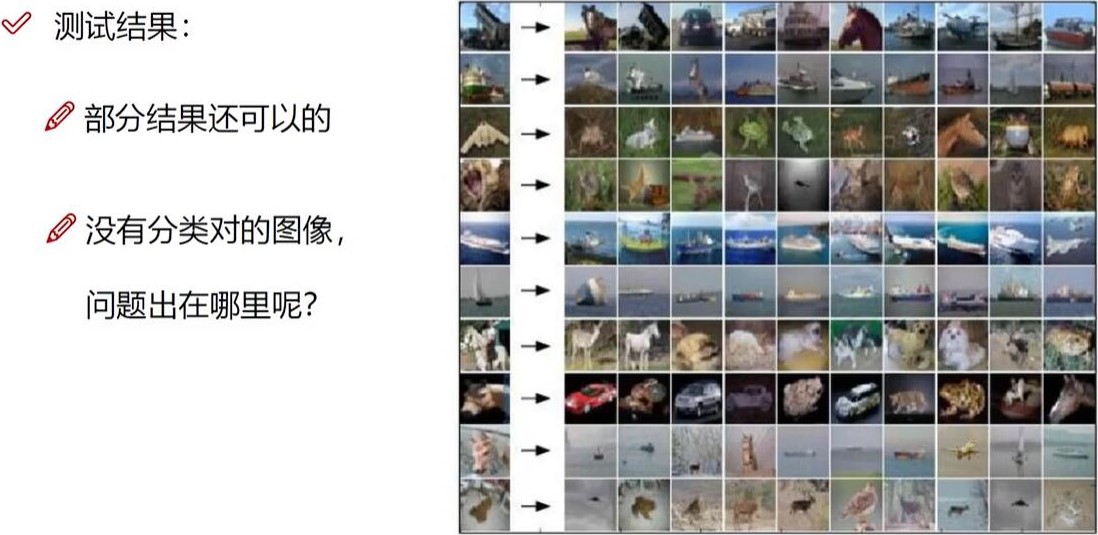 测试结果：
部分结果还可以的
没有分类对的图像，
问题出在哪里呢？